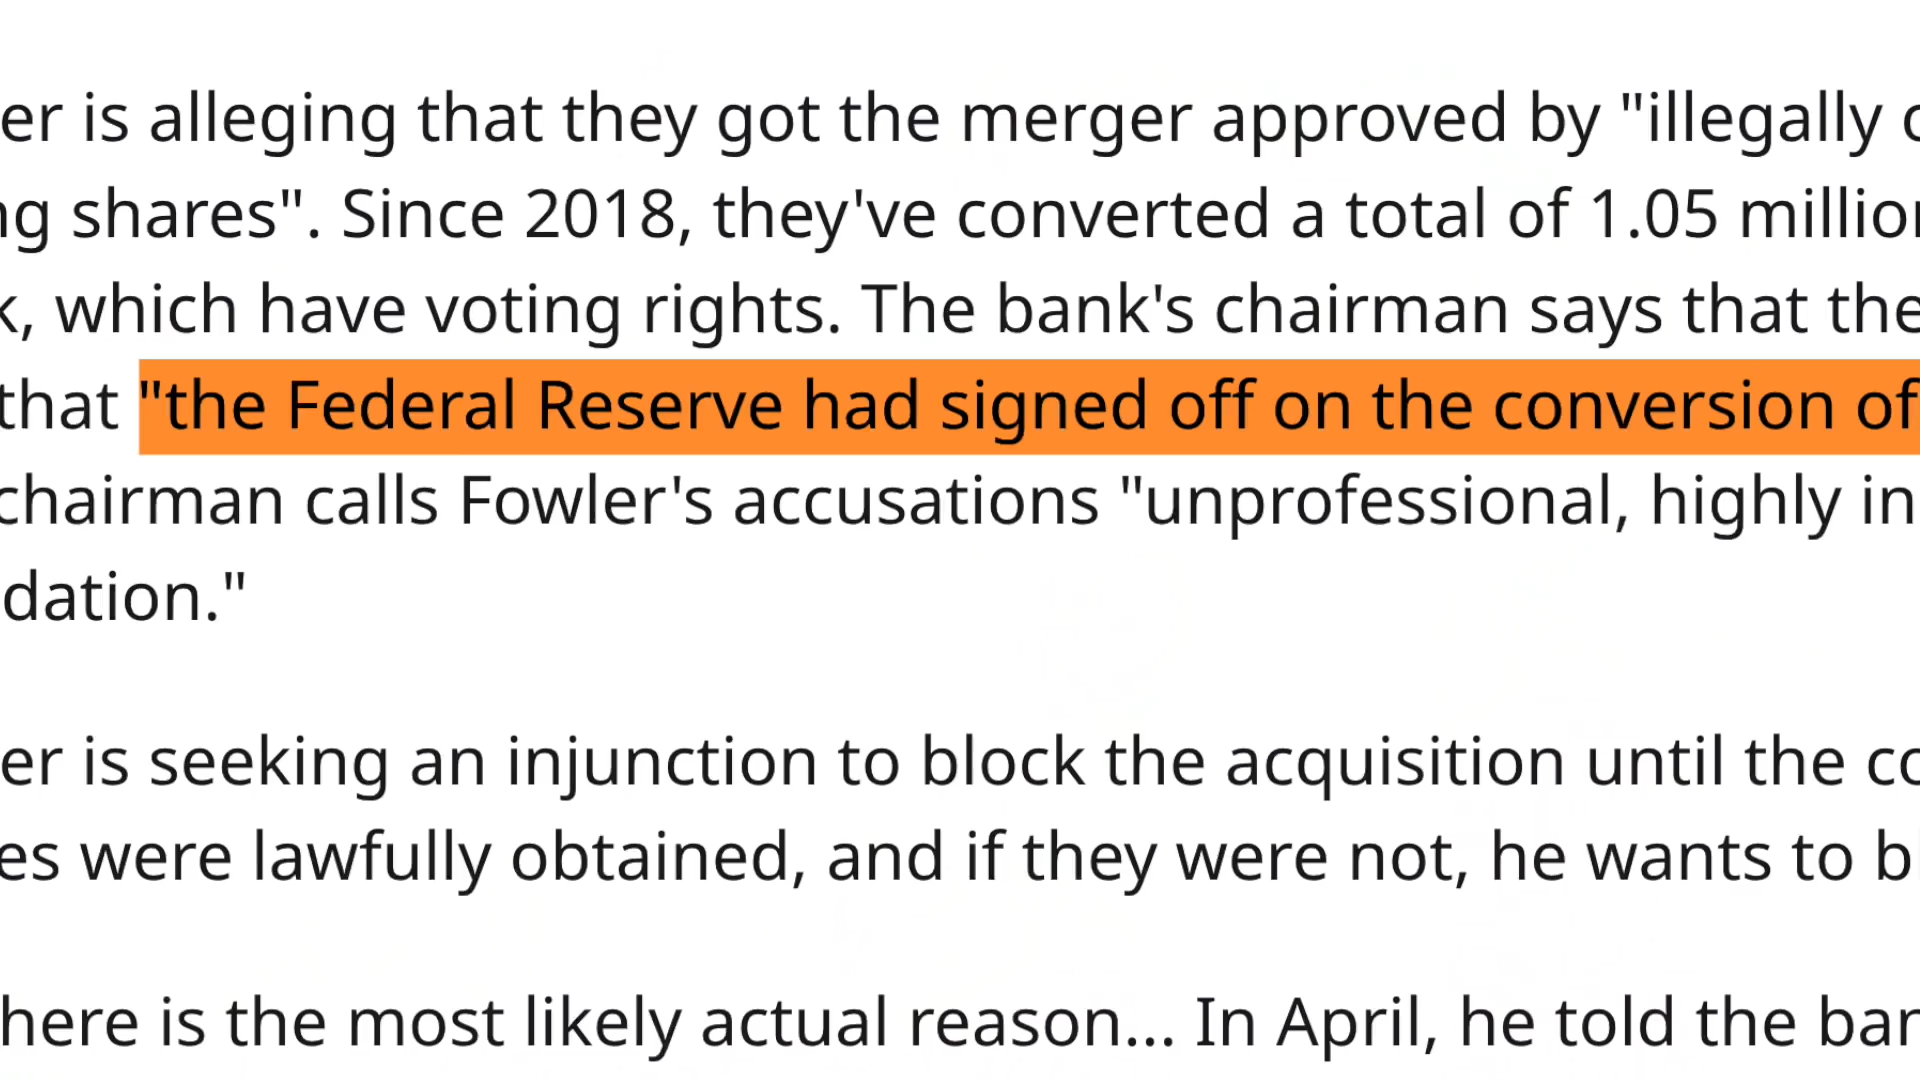 er is alleging that they got the merger approved by "illegally
ng shares". Since 2018, they've converted a total of 1.05 million
k, which have voting rights. The bank's chairman says that the
that "the Federal Reserve had signed off on the conversion of
chairman calls Fowler's accusations "unprofessional, highly in
dation."
er is seeking an injunction to block the acquisition until the co
es were lawfully obtained, and if they were not, he wants to b
here is the most likely actual reason... In April, he told the ban